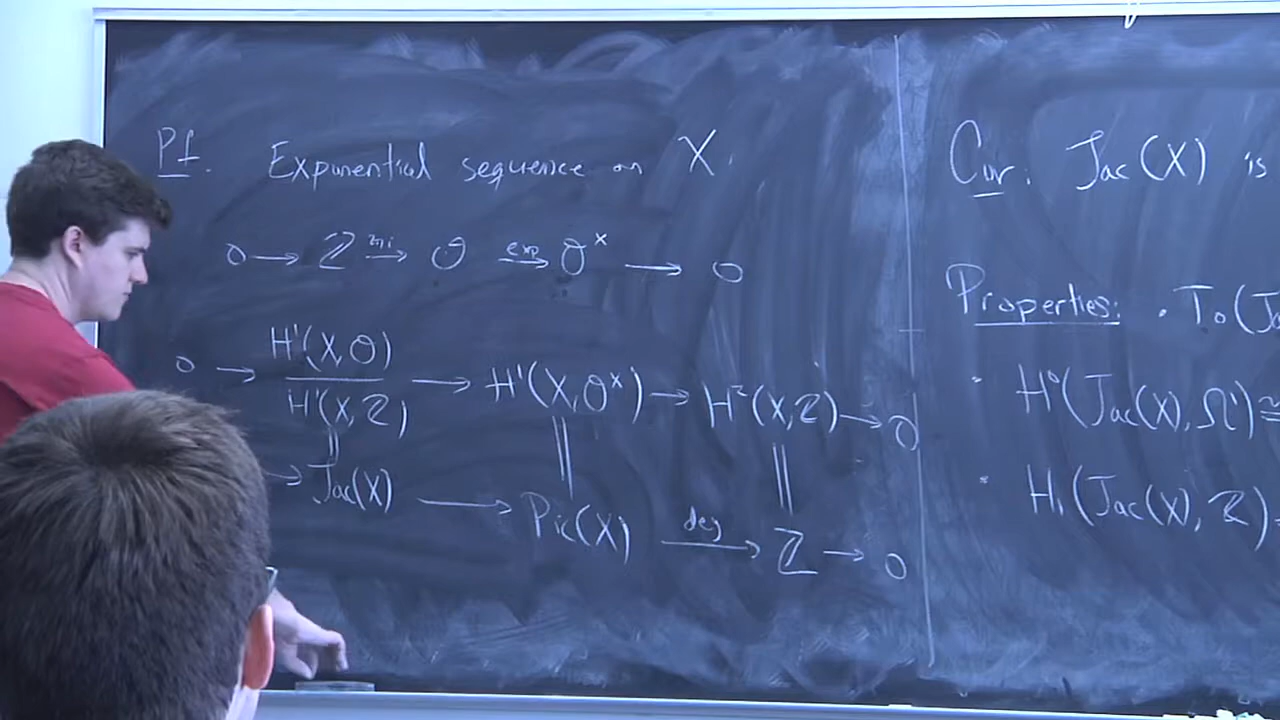 Pf. Exponential sequence on X.
0 → ℤ →^{2πi} 𝒪 →^{exp} 𝒪^× → 0
0 → H¹(X,𝒪) / H¹(X,ℤ) → H¹(X,𝒪^×) → H²(X,ℤ) → 0
→ Jac(X) → Pic(X) →^{deg} ℤ → 0
Cor. Jac(X) is
Properties: • T₀(J
• H⁰(Jac(X), Ω¹) ≅
• H₁(Jac(X), ℤ)